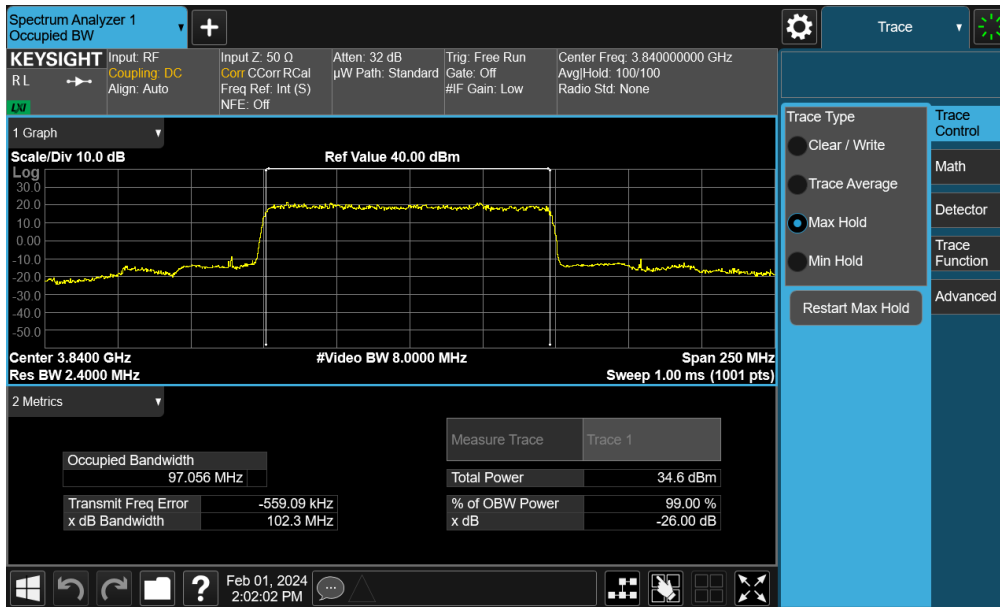 Spectrum Analyzer 1
Occupied BW
Trace
KEYSIGHT
R L
LXI
Input: RF
Coupling: DC
Align: Auto
Input Z: 50 Ω
Corr CCorr RCal
Freq Ref: Int (S)
NFE: Off
Atten: 32 dB
µW Path: Standard
Trig: Free Run
Gate: Off
#IF Gain: Low
Center Freq: 3.840000000 GHz
Avg|Hold: 100/100
Radio Std: None
1 Graph
Scale/Div 10.0 dB
Ref Value 40.00 dBm
Log
30.0
20.0
10.0
0.00
-10.0
-20.0
-30.0
-40.0
-50.0
Center 3.8400 GHz
#Video BW 8.0000 MHz
Span 250 MHz
Res BW 2.4000 MHz
Sweep 1.00 ms (1001 pts)
2 Metrics
Measure Trace
Trace 1
Occupied Bandwidth
97.056 MHz
Total Power
34.6 dBm
Transmit Freq Error
-559.09 kHz
% of OBW Power
99.00 %
x dB Bandwidth
102.3 MHz
x dB
-26.00 dB
Feb 01, 2024
2:02:02 PM
Trace Type
Clear / Write
Trace Average
Max Hold
Min Hold
Restart Max Hold
Trace
Control
Math
Detector
Trace
Function
Advanced